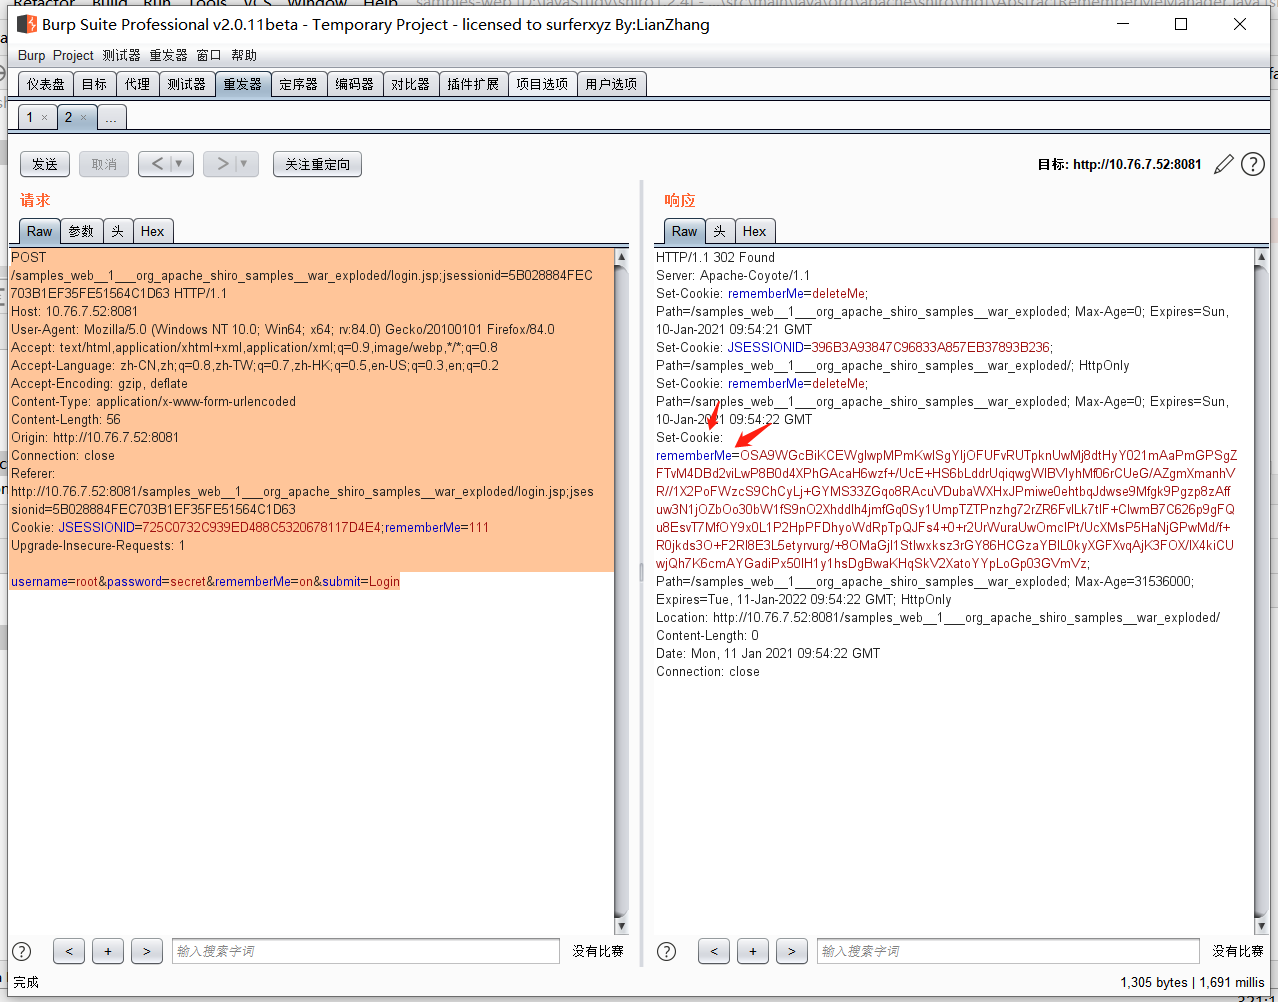 Burp Suite Professional v2.0.11beta - Temporary Project - licensed to surferxyz By:LianZhang
Burp Project 测试器 重发器 窗口 帮助
仪表盘 目标 代理 测试器 重发器 定序器 编码器 对比器 插件扩展 项目选项 用户选项
1 × 2 × ...
发送 取消 < ▼ > ▼ 关注重定向 目标: http://10.76.7.52:8081
请求
Raw 参数 头 Hex
POST
/samples_web__1___org_apache_shiro_samples__war_exploded/login.jsp;jsessionid=5B028884FEC
703B1EF35FE51564C1D63 HTTP/1.1
Host: 10.76.7.52:8081
User-Agent: Mozilla/5.0 (Windows NT 10.0; Win64; x64; rv:84.0) Gecko/20100101 Firefox/84.0
Accept: text/html,application/xhtml+xml,application/xml;q=0.9,image/webp,*/*;q=0.8
Accept-Language: zh-CN,zh;q=0.8,zh-TW;q=0.7,zh-HK;q=0.5,en-US;q=0.3,en;q=0.2
Accept-Encoding: gzip, deflate
Content-Type: application/x-www-form-urlencoded
Content-Length: 56
Origin: http://10.76.7.52:8081
Connection: close
Referer:
http://10.76.7.52:8081/samples_web__1___org_apache_shiro_samples__war_exploded/login.jsp;jses
sionid=5B028884FEC703B1EF35FE51564C1D63
Cookie: JSESSIONID=725C0732C939ED488C5320678117D4E4;rememberMe=111
Upgrade-Insecure-Requests: 1
username=root&password=secret&rememberMe=on&submit=Login
响应
Raw 头 Hex
HTTP/1.1 302 Found
Server: Apache-Coyote/1.1
Set-Cookie: rememberMe=deleteMe;
Path=/samples_web__1___org_apache_shiro_samples__war_exploded; Max-Age=0; Expires=Sun,
10-Jan-2021 09:54:21 GMT
Set-Cookie: JSESSIONID=396B3A93847C96833A857EB37893B236;
Path=/samples_web__1___org_apache_shiro_samples__war_exploded/; HttpOnly
Set-Cookie: rememberMe=deleteMe;
Path=/samples_web__1___org_apache_shiro_samples__war_exploded; Max-Age=0; Expires=Sun,
10-Jan-2021 09:54:22 GMT
Set-Cookie:
rememberMe=
Path=/samples_web__1___org_apache_shiro_samples__war_exploded; Max-Age=31536000;
Expires=Tue, 11-Jan-2022 09:54:22 GMT; HttpOnly
Location: http://10.76.7.52:8081/samples_web__1___org_apache_shiro_samples__war_exploded/
Content-Length: 0
Date: Mon, 11 Jan 2021 09:54:22 GMT
Connection: close
? < + > 输入搜索字词 没有比赛
? < + > 输入搜索字词 没有比赛
完成 1,305 bytes | 1,691 millis